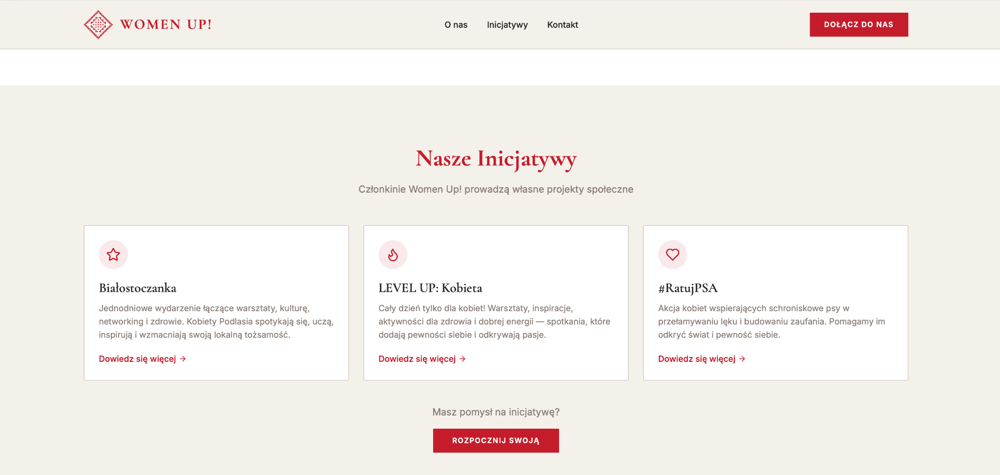 WOMEN UP!
O nas
Inicjatywy
Kontakt
DOŁĄCZ DO NAS
Nasze Inicjatywy
Członkinie Women Up! prowadzą własne projekty społeczne
Białostoczanka
Jednodniowe wydarzenie łączące warsztaty, kulturę,
networking i zdrowie. Kobiety Podlasia spotykają się, uczą,
inspirują i wzmacniają swoją lokalną tożsamość.
Dowiedz się więcej →
LEVEL UP: Kobieta
Cały dzień tylko dla kobiet! Warsztaty, inspiracje,
aktywności dla zdrowia i dobrej energii — spotkania, które
dodają pewności siebie i odkrywają pasje.
Dowiedz się więcej →
#RatujPSA
Akcja kobiet wspierających schroniskowe psy w
przełamywaniu lęku i budowaniu zaufania. Pomagamy im
odkryć świat i pewność siebie.
Dowiedz się więcej →
Masz pomysł na inicjatywę?
ROZPOCZNIJ SWOJĄ